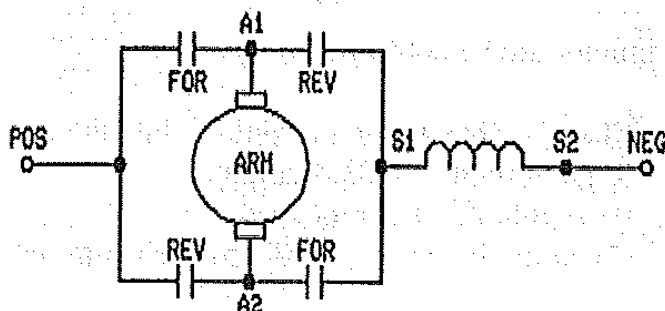 A1
FOR REV
POS ARM S1 S2 NEG
REV FOR
A2